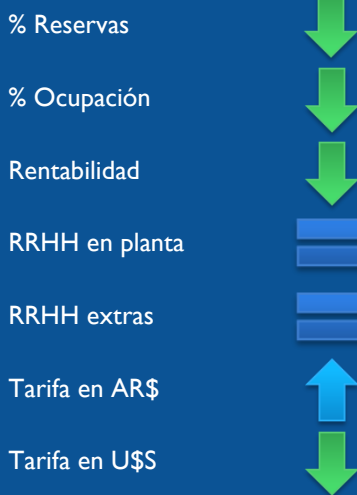 % Reservas
% Ocupación
Rentabilidad
RRHH en planta
RRHH extras
Tarifa en AR$
Tarifa en U$S